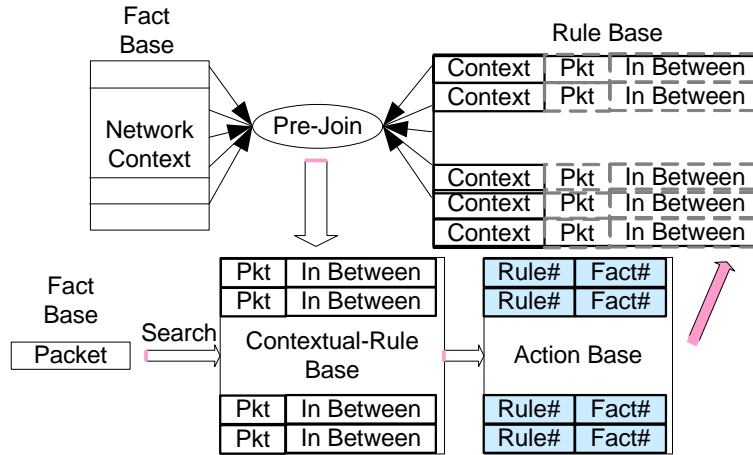 Fact
Base
Rule Base
Context Pkt In Between
Context Pkt In Between
Network
Context
Pre-Join
Context Pkt In Between
Context Pkt In Between
Context Pkt In Between
Pkt In Between
Pkt In Between
Rule# Fact#
Rule# Fact#
Fact
Base
Packet
Search
Contextual-Rule
Base
Action Base
Pkt In Between
Pkt In Between
Rule# Fact#
Rule# Fact#